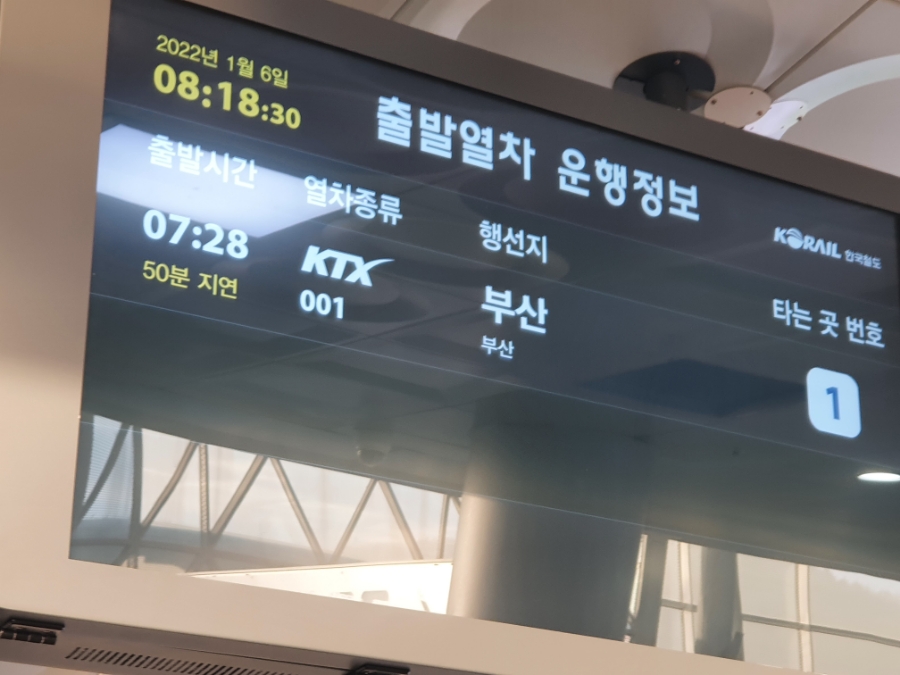 2022년 1월 6일
08:18:30
출발열차 운행정보
KORAIL 한국철도
출발시간 열차종류 행선지 타는 곳 번호
07:28 KTX 부산 1
50분 지연 001 부산